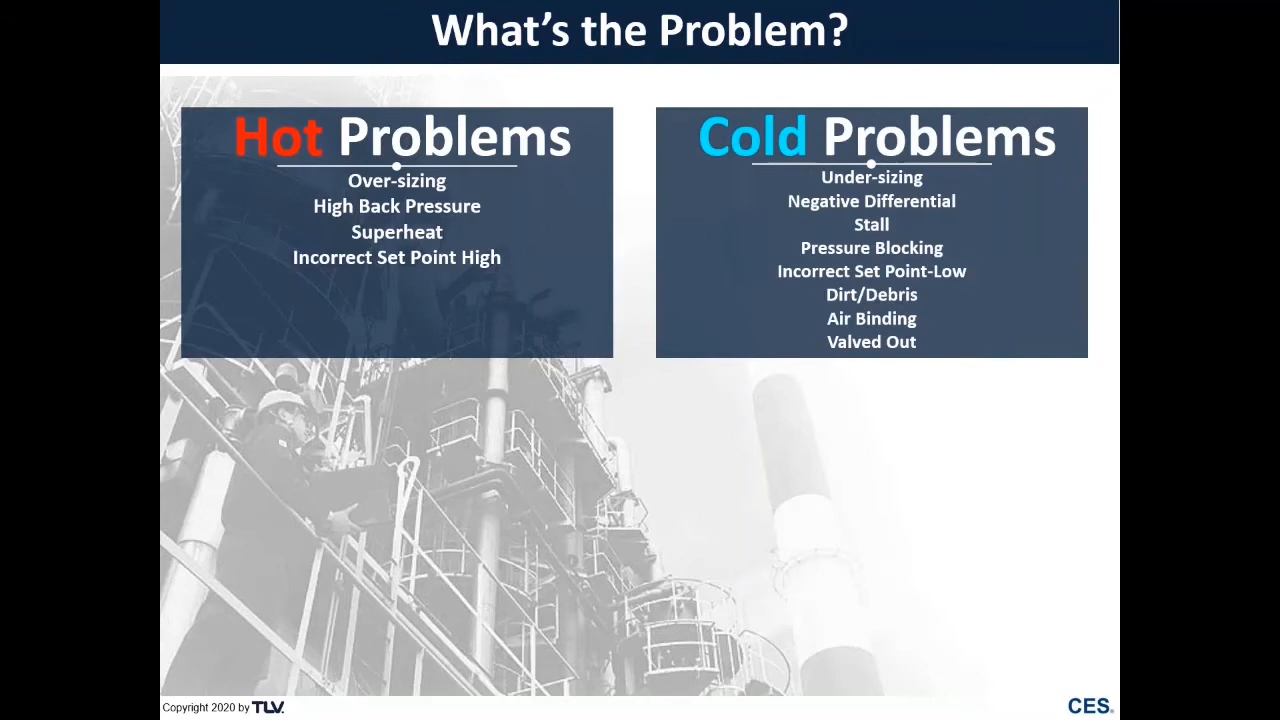 What's the Problem?
Hot Problems
Over-sizing
High Back Pressure
Superheat
Incorrect Set Point High
Cold Problems
Under-sizing
Negative Differential
Stall
Pressure Blocking
Incorrect Set Point-Low
Dirt/Debris
Air Binding
Valved Out
Copyright 2020 by TLV.
CES.